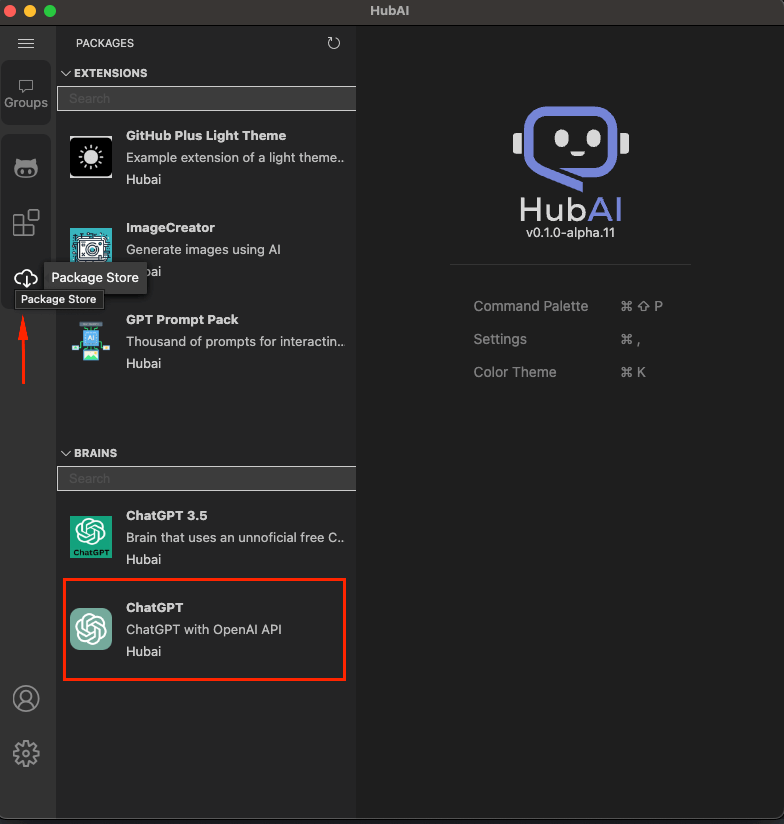 HubAI
PACKAGES
EXTENSIONS
Search
Groups
GitHub Plus Light Theme
Example extension of a light theme..
Hubai
ImageCreator
Generate images using AI
bai
Package Store
Package Store
GPT Prompt Pack
Thousand of prompts for interactin..
Hubai
BRAINS
Search
ChatGPT 3.5
Brain that uses an unnoficial free C..
Hubai
ChatGPT
ChatGPT
ChatGPT with OpenAI API
Hubai
HubAI
v0.1.0-alpha.11
Command Palette ⌘ ⇧ P
Settings ⌘ ,
Color Theme ⌘ K
AI